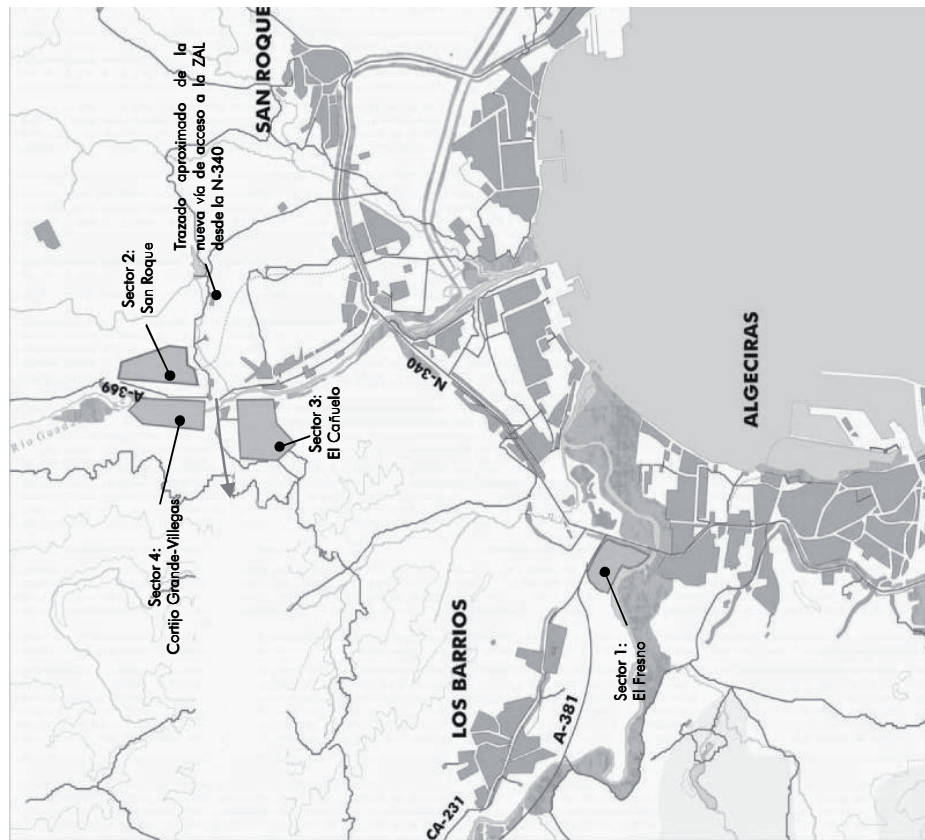 SAN ROQUE
Trazado aproximado de la
nueva vía de acceso a la ZAL
desde la N-340
Sector 2:
San Roque
A-369
Sector 3:
El Cañuelo
Sector 4:
Cortijo Grande-Villegas
N-340
ALGECIRAS
LOS BARRIOS
Sector 1:
El Fresno
A-381
CA-231